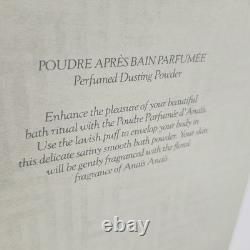 POUDRE APRÈS BAIN PARFUMÉE
Perfumed Dusting Powder
Enhance the pleasure of your beautiful
bath ritual with the Poudre Parfumée d'Anaïs.
Use the lavish puff to envelop your body in
this delicate satiny smooth bath powder. Your skin
will be gently fragranced with the floral
fragrance of Anaïs Anaïs.
Thumbimage.com